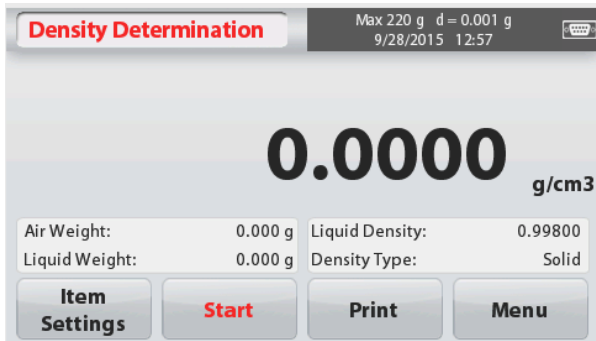 Density Determination
Max 220 g d = 0.001 g
9/28/2015 12:57
0.0000
g/cm3
Air Weight: 0.000 g
Liquid Weight: 0.000 g
Liquid Density: 0.99800
Density Type: Solid
Item
Settings
Start
Print
Menu